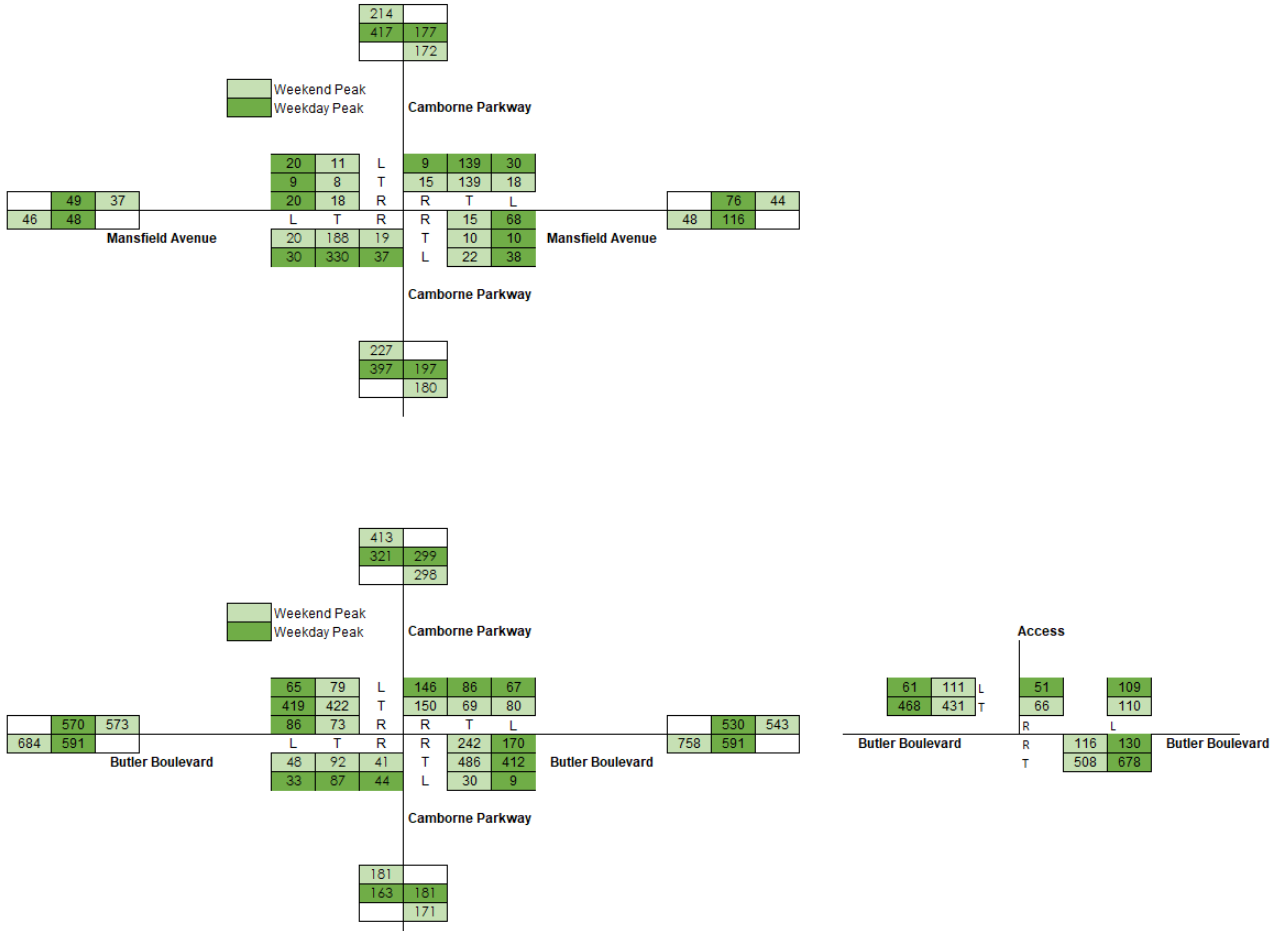 214
417 177
172
Weekend Peak
Weekday Peak Camborne Parkway
20 11 L 9 139 30
9 8 T 15 139 18
49 37 20 18 R R T L 76 44
46 48 L T R R 15 68 48 116
Mansfield Avenue 20 188 19 T 10 10 Mansfield Avenue
30 330 37 L 22 38
Camborne Parkway
227
397 197
180
413
321 299
298
Weekend Peak
Weekday Peak Camborne Parkway Access
65 79 L 146 86 67 61 111 L 51 109
419 422 T 150 69 80 468 431 T 66 110
570 573 86 73 R R T L 530 543 R L
684 591 L T R R 242 170 758 591 Butler Boulevard R 116 130 Butler Boulevard
Butler Boulevard 48 92 41 T 486 412 Butler Boulevard T 508 678
33 87 44 L 30 9
Camborne Parkway
181
163 181
171